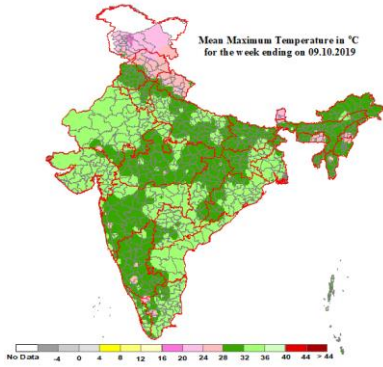 Mean Maximum Temperature in °C
for the week ending on 09.10.2019
No Data -4 0 4 8 12 16 20 24 28 32 36 40 44 > 44